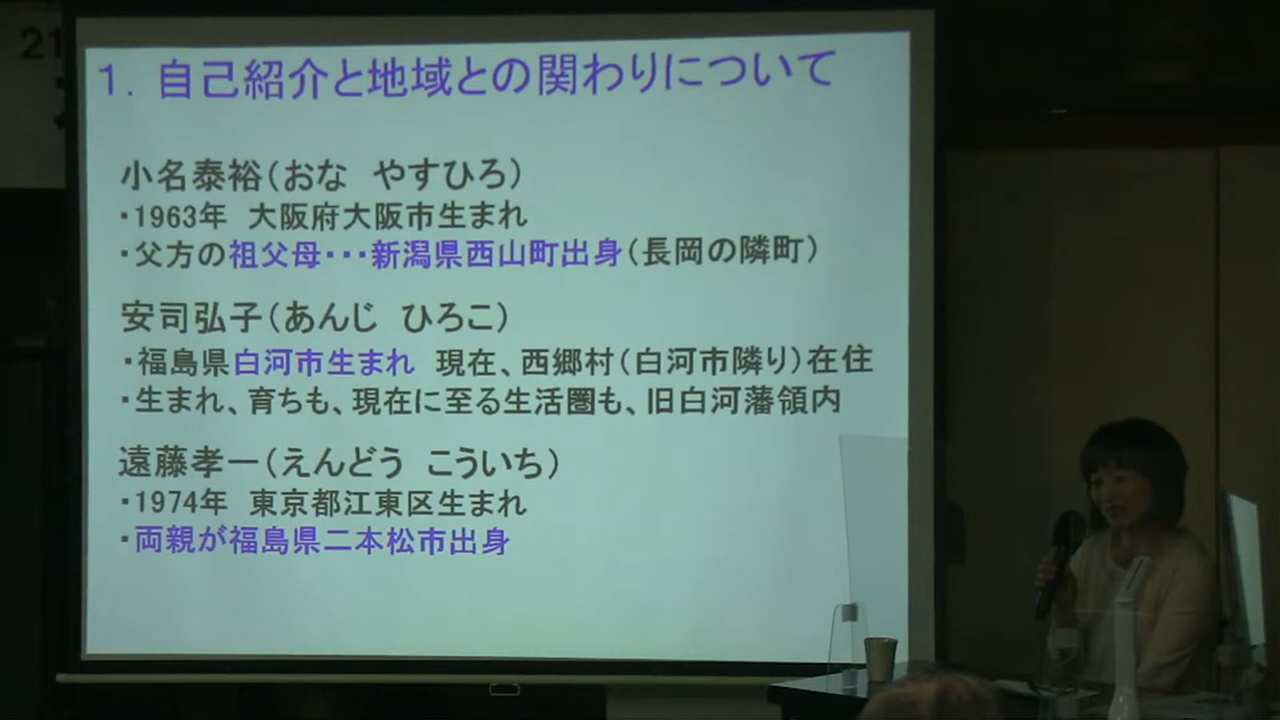 21
1. 自己紹介と地域との関わりについて
小名泰裕(おな　やすひろ)
・1963年　大阪府大阪市生まれ
・父方の祖父母・・・新潟県西山町出身(長岡の隣町)
安司弘子(あんじ　ひろこ)
・福島県白河市生まれ　現在、西郷村(白河市隣り)在住
・生まれ、育ちも、現在に至る生活圏も、旧白河藩領内
遠藤孝一(えんどう　こういち)
・1974年　東京都江東区生まれ
・両親が福島県二本松市出身